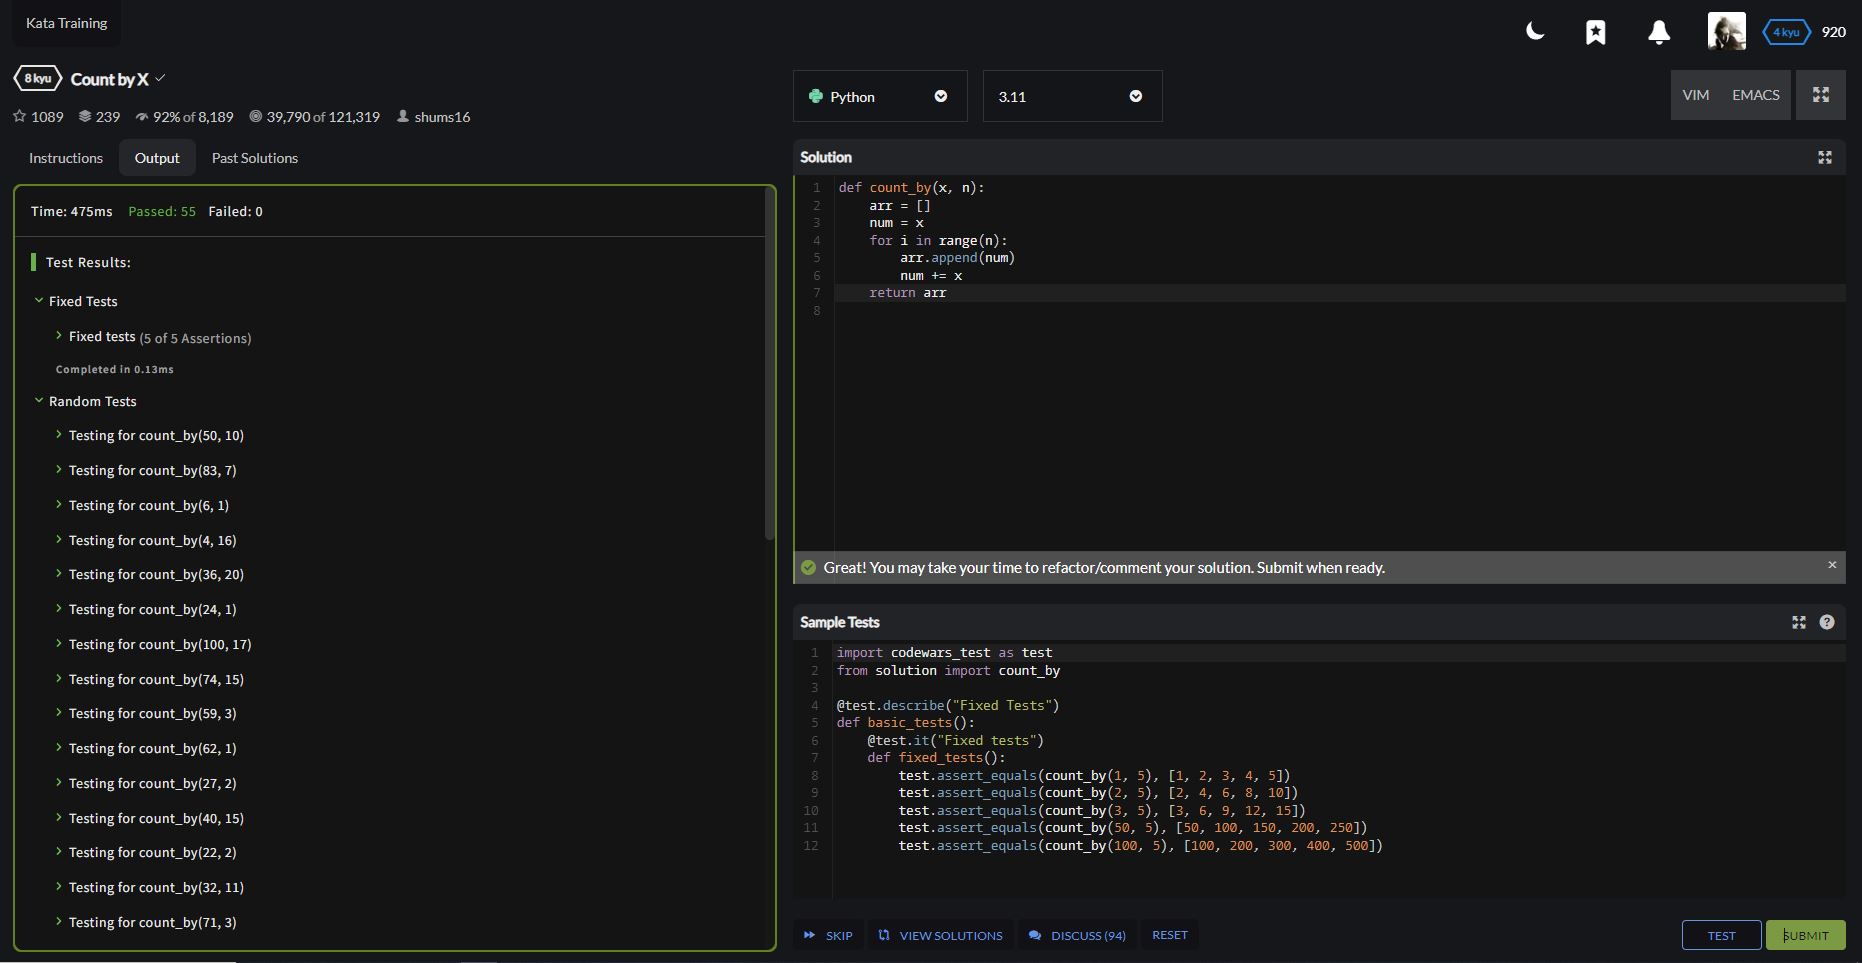 Kata Training
4 kyu 920
8 kyu Count by X
1089 239 92% of 8,189 39,790 of 121,319 shums16
Instructions Output Past Solutions
Time: 475ms Passed: 55 Failed: 0
Test Results:
Fixed Tests
Fixed tests (5 of 5 Assertions)
Completed in 0.13ms
Random Tests
Testing for count_by(50, 10)
Testing for count_by(83, 7)
Testing for count_by(6, 1)
Testing for count_by(4, 16)
Testing for count_by(36, 20)
Testing for count_by(24, 1)
Testing for count_by(100, 17)
Testing for count_by(74, 15)
Testing for count_by(59, 3)
Testing for count_by(62, 1)
Testing for count_by(27, 2)
Testing for count_by(40, 15)
Testing for count_by(22, 2)
Testing for count_by(32, 11)
Testing for count_by(71, 3)
Python 3.11 VIM EMACS
Solution
1 def count_by(x, n):
2     arr = []
3     num = x
4     for i in range(n):
5         arr.append(num)
6         num += x
7     return arr
8
Great! You may take your time to refactor/comment your solution. Submit when ready. ×
Sample Tests ?
1 import codewars_test as test
2 from solution import count_by
3
4 @test.describe("Fixed Tests")
5 def basic_tests():
6     @test.it("Fixed tests")
7     def fixed_tests():
8         test.assert_equals(count_by(1, 5), [1, 2, 3, 4, 5])
9         test.assert_equals(count_by(2, 5), [2, 4, 6, 8, 10])
10         test.assert_equals(count_by(3, 5), [3, 6, 9, 12, 15])
11         test.assert_equals(count_by(50, 5), [50, 100, 150, 200, 250])
12         test.assert_equals(count_by(100, 5), [100, 200, 300, 400, 500])
SKIP VIEW SOLUTIONS DISCUSS (94) RESET TEST SUBMIT